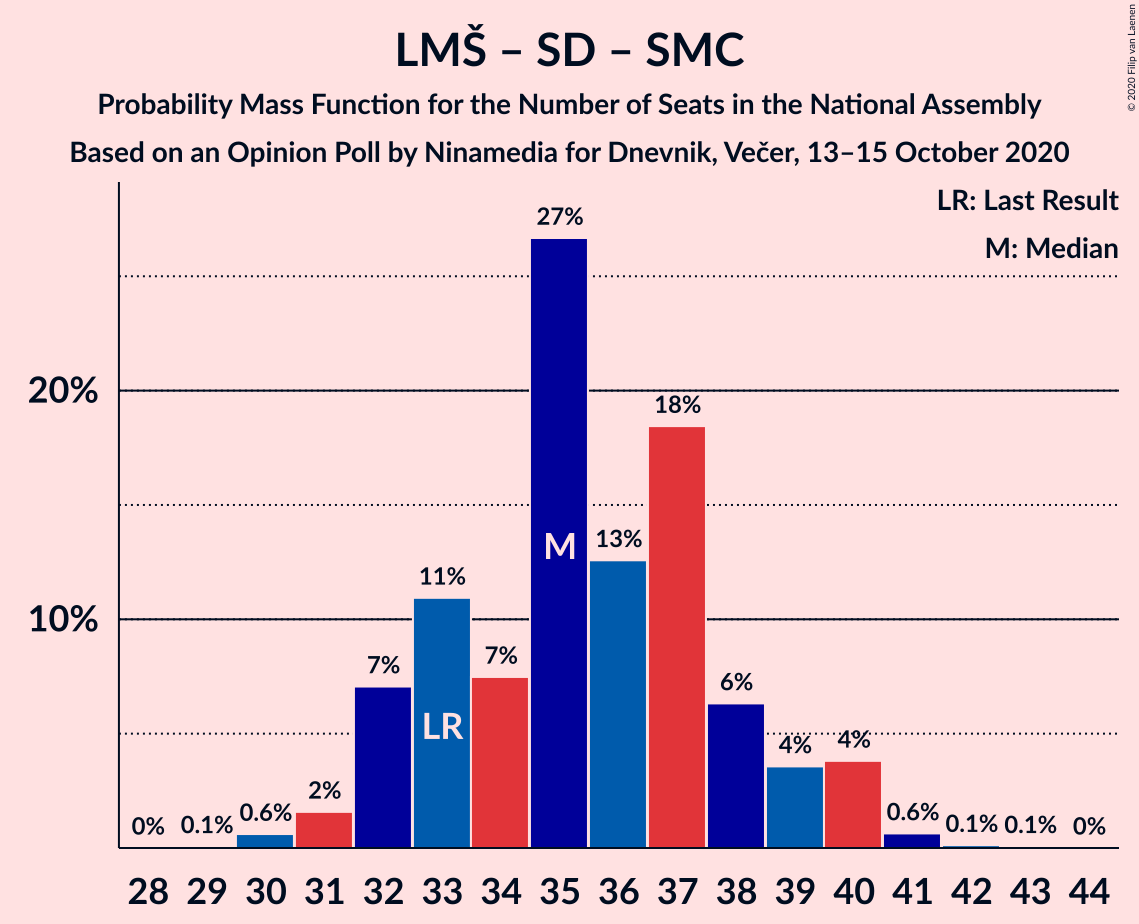 LMŠ – SD – SMC
Probability Mass Function for the Number of Seats in the National Assembly
Based on an Opinion Poll by Ninamedia for Dnevnik, Večer, 13–15 October 2020
© 2020 Filip van Laenen
LR: Last Result
M: Median
20%
10%
0%
0.1%
0.6%
2%
7%
11%
7%
27%
13%
18%
6%
4%
4%
0.6%
0.1%
0.1%
0%
LR
M
28 29 30 31 32 33 34 35 36 37 38 39 40 41 42 43 44